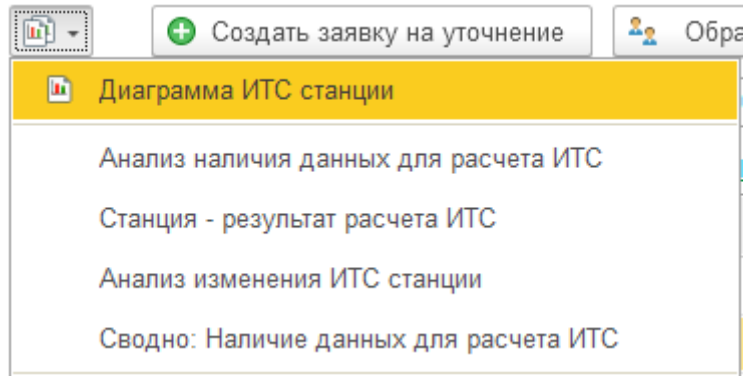 Создать заявку на уточнение
Обра
Диаграмма ИТС станции
Анализ наличия данных для расчета ИТС
Станция - результат расчета ИТС
Анализ изменения ИТС станции
Сводно: Наличие данных для расчета ИТС